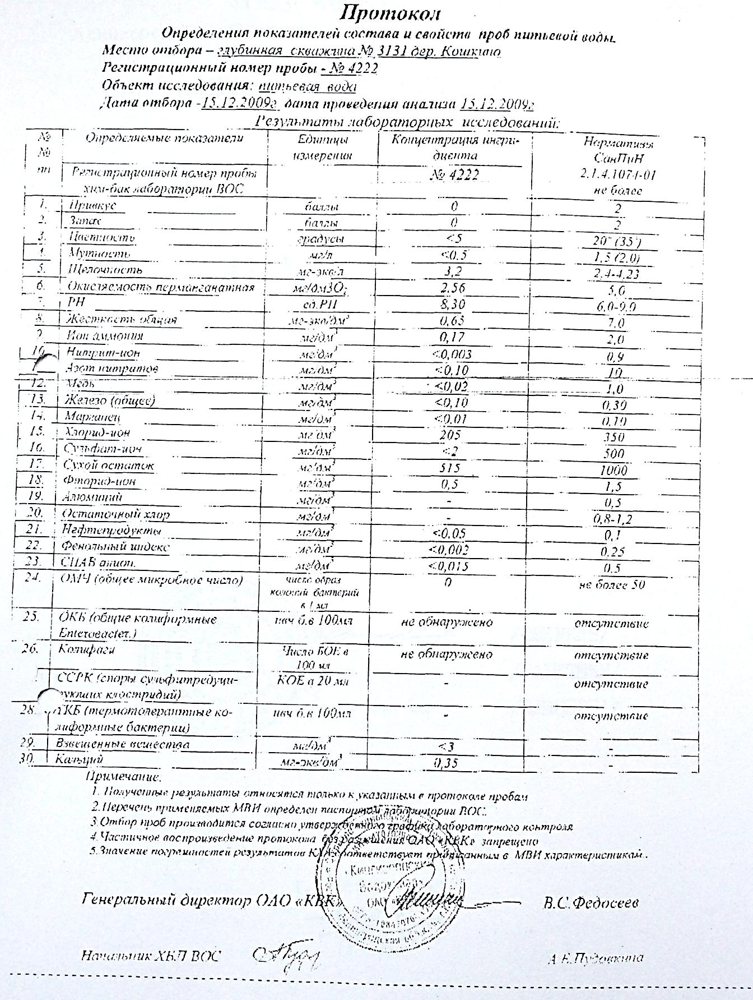 Протокол
Определения показателей состава и свойств проб питьевой воды.
Место отбора – глубинная скважина № 3131 дер. Кошкино
Регистрационный номер пробы - № 4222
Объект исследования: питьевая вода
Дата отбора -15.12.2009г дата проведения анализа 15.12.2009г
Результаты лабораторных исследований:
№ № пп Определяемые показатели Единицы измерения Концентрация ингри-диента Нормативы СанПиН 2.1.4.1074-01 не более
Регистрационный номер пробы хим-бак лаборатории ВОС № 4222
1. Привкус баллы 0 2
2. Запах баллы 0 2
3. Цветность градусы <5 20° (35°)
4. Мутность мг/л <0,5 1,5 (2,0)
5. Щелочность мг-экв/л 3,2 2,4-4,23
6. Окисляемость перманганатная мг/дм3О2 2,56 5,0
7. РН ед.РН 8,30 6,0-9,0
8. Жесткость общая мг-экв/дм³ 0,65 7,0
9. Ион аммония мг/дм³ 0,17 2,0
10. Нитрит-ион мг/дм³ <0,003 0,9
Азот нитратов мг/дм³ <0,10 10
12. Медь мг/дм³ <0,02 1,0
13. Железо (общее) мг/дм³ <0,10 0,30
14. Марганец мг/дм³ <0,01 0,10
15. Хлорид-ион мг/дм³ 205 350
16. Сульфат-ион мг/дм³ <2 500
17. Сухой остаток мг/дм³ 515 1000
18. Фторид-ион мг/дм³ 0,5 1,5
19. Алюминий мг/дм³ - 0,5
20. Остаточный хлор мг/дм³ - 0,8-1,2
21. Нефтепродукты мг/дм³ <0,05 0,1
22. Фенольный индекс мг/дм³ <0,002 0,25
23. СПАВ анион. мг/дм³ <0,015 0,5
24. ОМЧ (общее микробное число) число образ колоний бактерий в 1 мл 0 не более 50
25. ОКБ (общие колиформные Enterobacter.) нвч б.в 100мл не обнаружено отсутствие
26. Колифаги Число БОЕ в 100 мл не обнаружено отсутствие
ССРК (споры сульфитредуци-рующих клостридий) КОЕ в 20 мл - отсутствие
28. ТКБ (термотолерантные ко-лиформные бактерии) нвч б.в 100мл - отсутствие
29. Взвешенные вещества мг/дм³ <3 -
30. Кальций мг-экв/дм³ 0,35 -
Примечание.
1. Полученные результаты относятся только к указанным в протоколе пробам
2.Перечень применяемых МВИ определен паспортом лаборатории ВОС.
3.Отбор проб производится согласно утвержденного графика лабораторного контроля
4.Частичное воспроизведение протокола без разрешения ОАО «КВК» запрещено
5.Значение погрешностей результатов КХА соответствует приписанным в МВИ характеристикам.
Генеральный директор ОАО «КВК» В.С.Федосеев
Начальник ХБЛ ВОС А.Е.Пудовкина